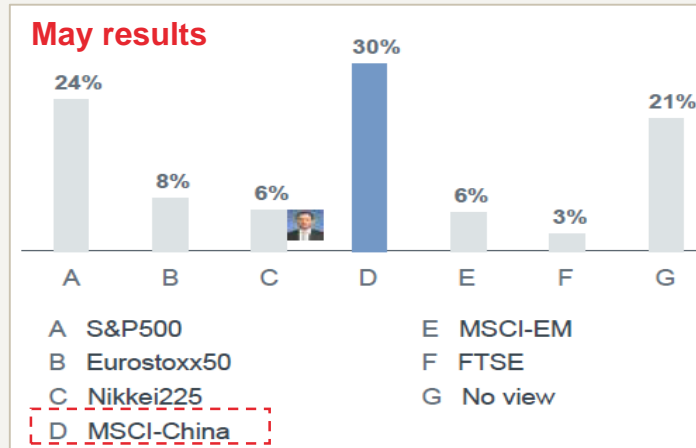 May results
30%
24%
21%
8%
6%
6%
3%
A B C D E F G
A S&P500 E MSCI-EM
B Eurostoxx50 F FTSE
C Nikkei225 G No view
D MSCI-China